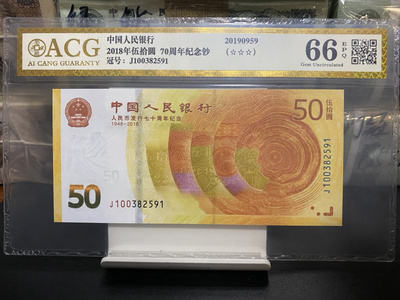 ACG
AI CANG GUARANTY
中国人民银行 20190959
2018年伍拾圆 70周年纪念钞 (☆☆☆)
冠号: J100382591
66 EPQ
Gem Uncirculated
中国人民银行
人民币发行七十周年纪念
1948-2018
50 伍拾圆
50
J100382591
J100382591